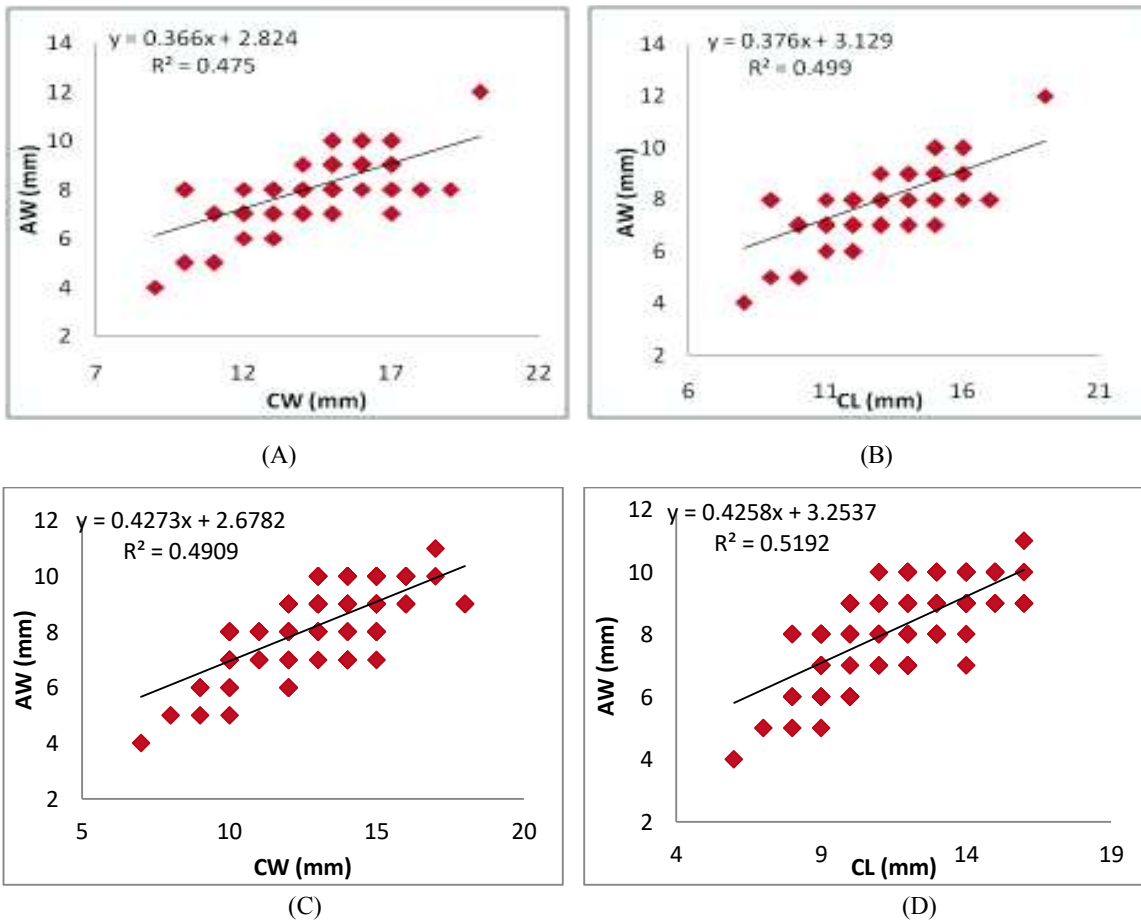 y = 0.366x + 2.824
R² = 0.475
14
12
10
8
6
4
2
AW (mm)
7
12
17
22
CW (mm)
(A)
y = 0.376x + 3.129
R² = 0.499
14
12
10
8
6
4
2
AW (mm)
6
11
16
21
CL (mm)
(B)
y = 0.4273x + 2.6782
R² = 0.4909
12
10
8
6
4
2
AW (mm)
5
10
15
20
CW (mm)
(C)
y = 0.4258x + 3.2537
R² = 0.5192
12
10
8
6
4
2
AW (mm)
4
9
14
19
CL (mm)
(D)